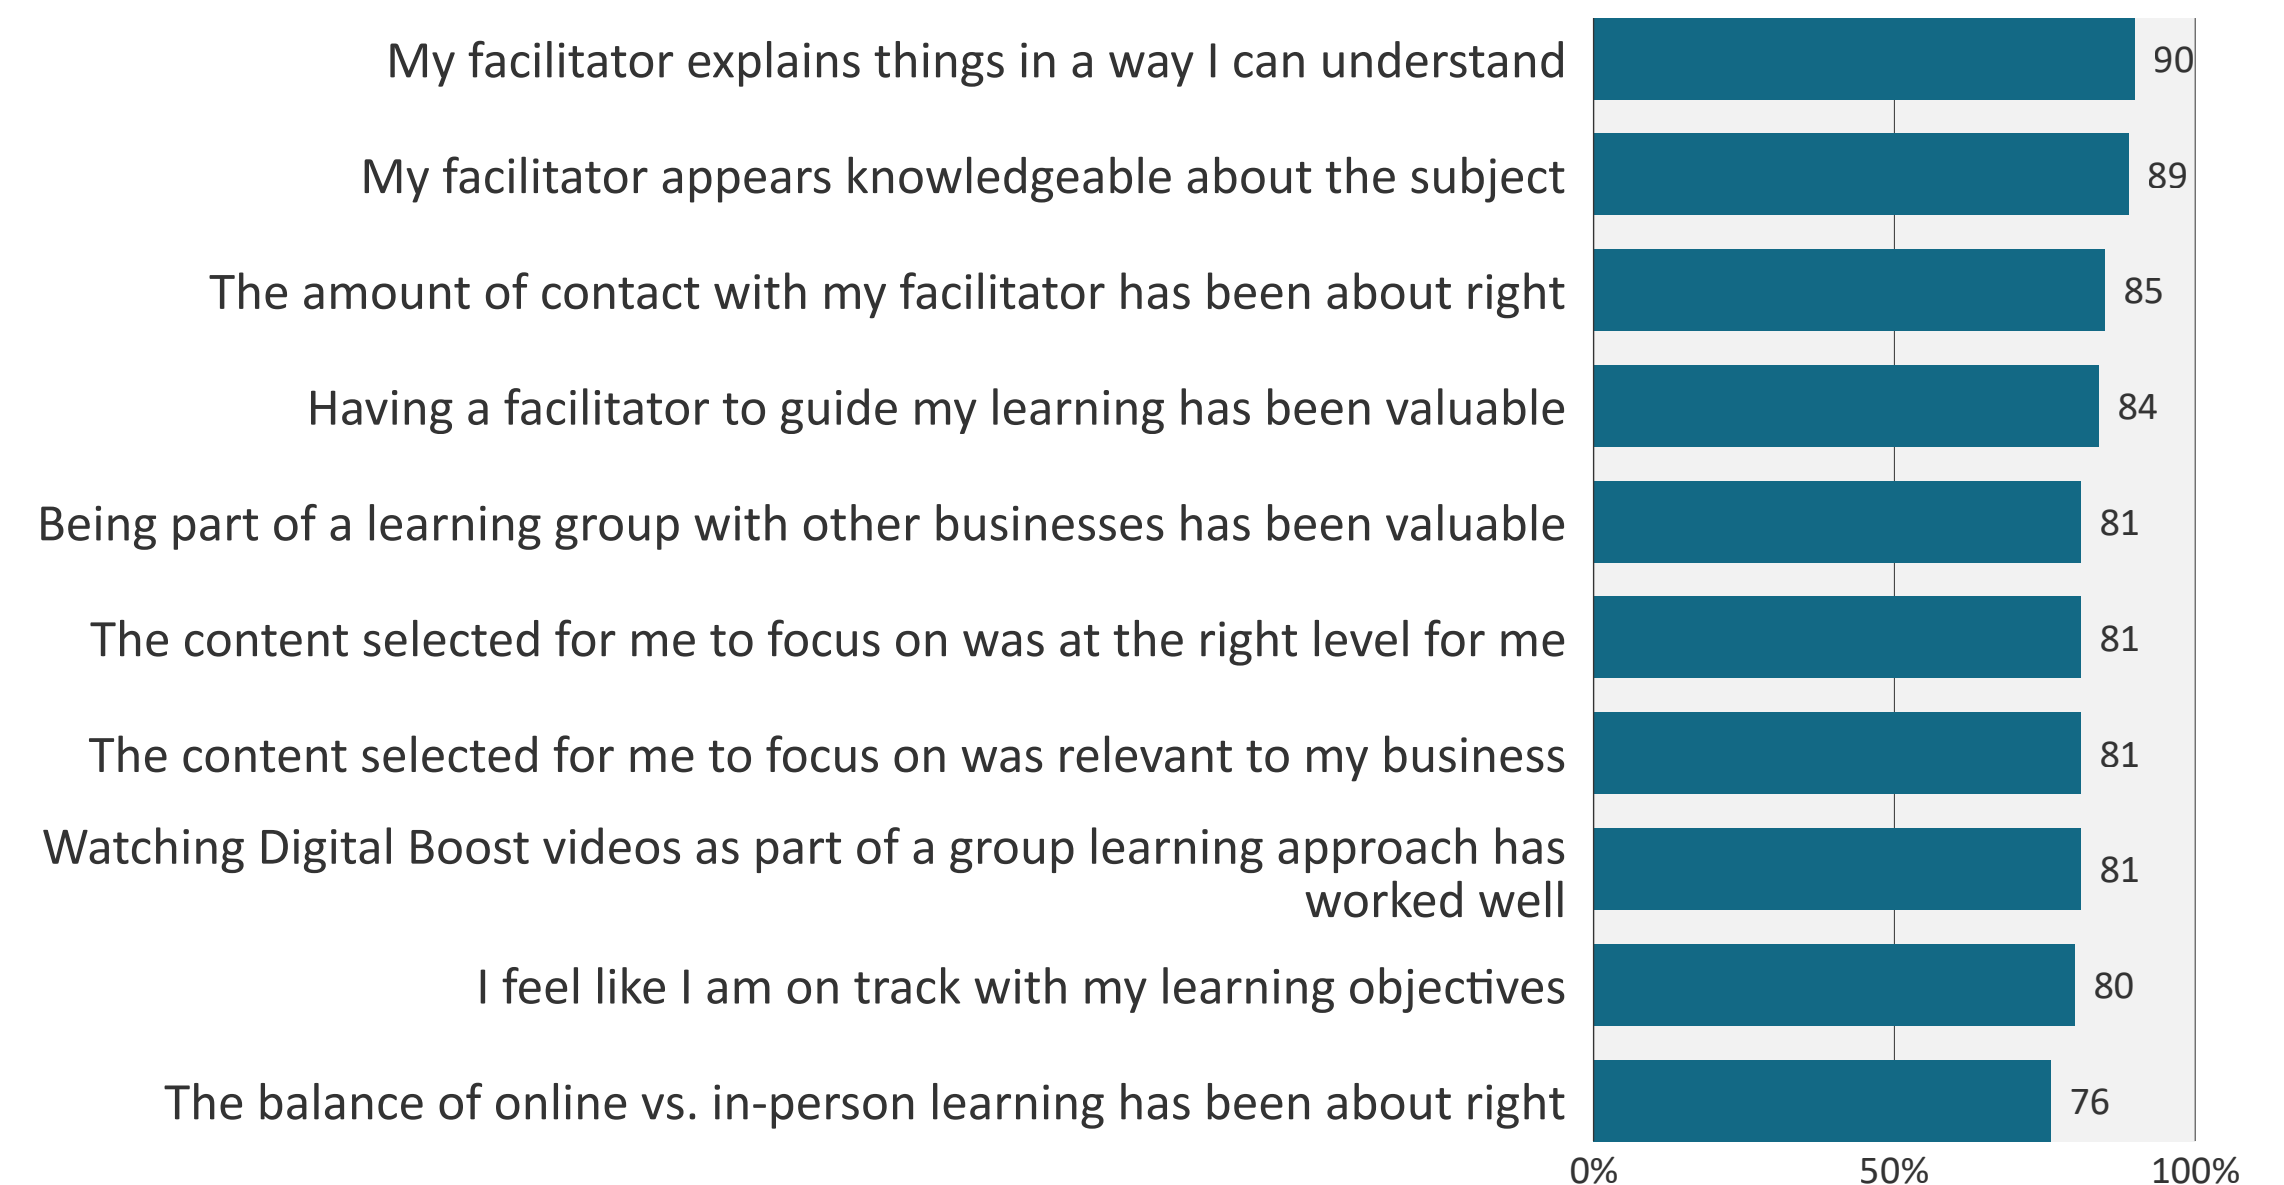 My facilitator explains things in a way I can understand 90
My facilitator appears knowledgeable about the subject 89
The amount of contact with my facilitator has been about right 85
Having a facilitator to guide my learning has been valuable 84
Being part of a learning group with other businesses has been valuable 81
The content selected for me to focus on was at the right level for me 81
The content selected for me to focus on was relevant to my business 81
Watching Digital Boost videos as part of a group learning approach has
worked well 81
I feel like I am on track with my learning objectives 80
The balance of online vs. in-person learning has been about right 76
0% 50% 100%